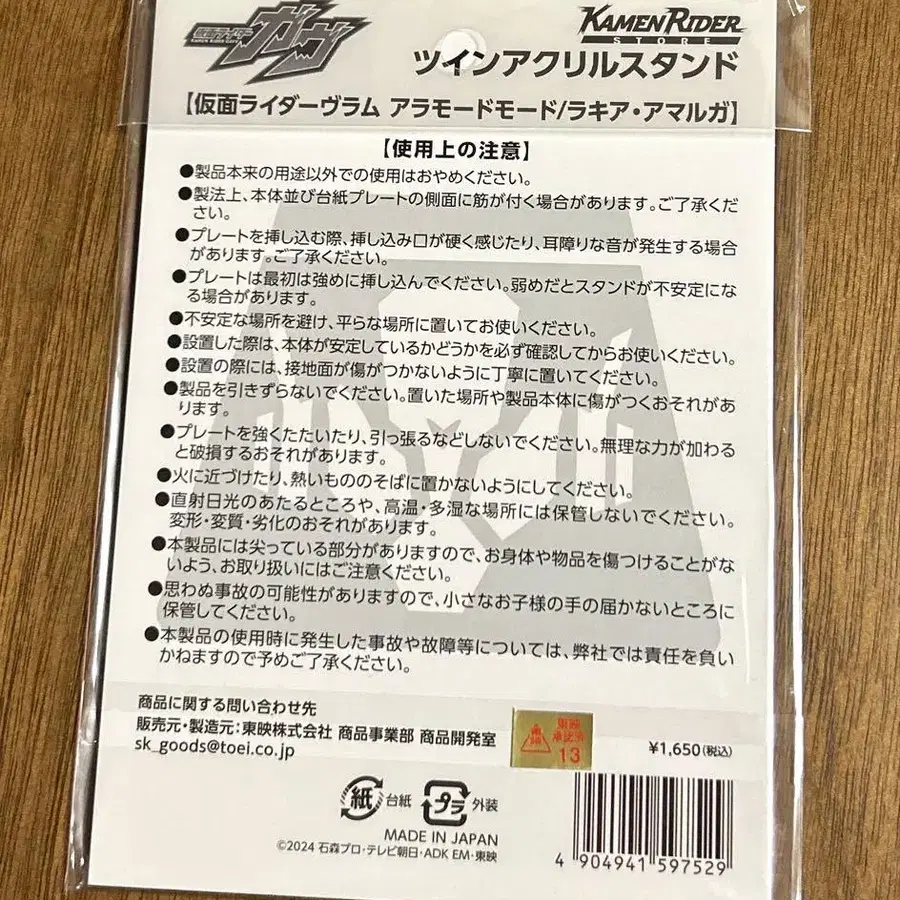 仮面ライダー
KAMEN RIDER GAVV
ガヴ
KAMEN RIDER
STORE
ツインアクリルスタンド
【仮面ライダーヴラム アラモードモード/ラキア・アマルガ】
【使用上の注意】
●製品本来の用途以外での使用はおやめください。
●製法上、本体並び台紙プレートの側面に筋が付く場合があります。ご了承くだ
さい。
●プレートを挿し込む際、挿し込み口が硬く感じたり、耳障りな音が発生する場合
があります。ご了承ください。
●プレートは最初は強めに挿し込んでください。弱めだとスタンドが不安定にな
る場合があります。
●不安定な場所を避け、平らな場所に置いてお使いください。
●設置した際は、本体が安定しているかどうかを必ず確認してからお使いください。
●設置の際には、接地面が傷がつかないように丁寧に置いてください。
●製品を引きずらないでください。置いた場所や製品本体に傷がつくおそれがあ
ります。
●プレートを強くたたいたり、引っ張るなどしないでください。無理な力が加わる
と破損するおそれがあります。
●火に近づけたり、熱いもののそばに置かないようにしてください。
●直射日光のあたるところや、高温・多湿な場所には保管しないでください。
変形・変質・劣化のおそれがあります。
●本製品には尖っている部分がありますので、お身体や物品を傷つけることがな
いよう、お取り扱いにはご注意ください。
●思わぬ事故の可能性がありますので、小さなお子様の手の届かないところに
保管してください。
●本製品の使用時に発生した事故や故障等については、弊社では責任を負い
かねますので予めご了承ください。
商品に関する問い合わせ先
販売元・製造元:東映株式会社 商品事業部 商品開発室
sk_goods@toei.co.jp
東映
承認済
13
¥1,650(税込)
紙 台紙 プラ 外装
MADE IN JAPAN
©2024 石森プロ・テレビ朝日・ADK EM・東映
4 904941 597529